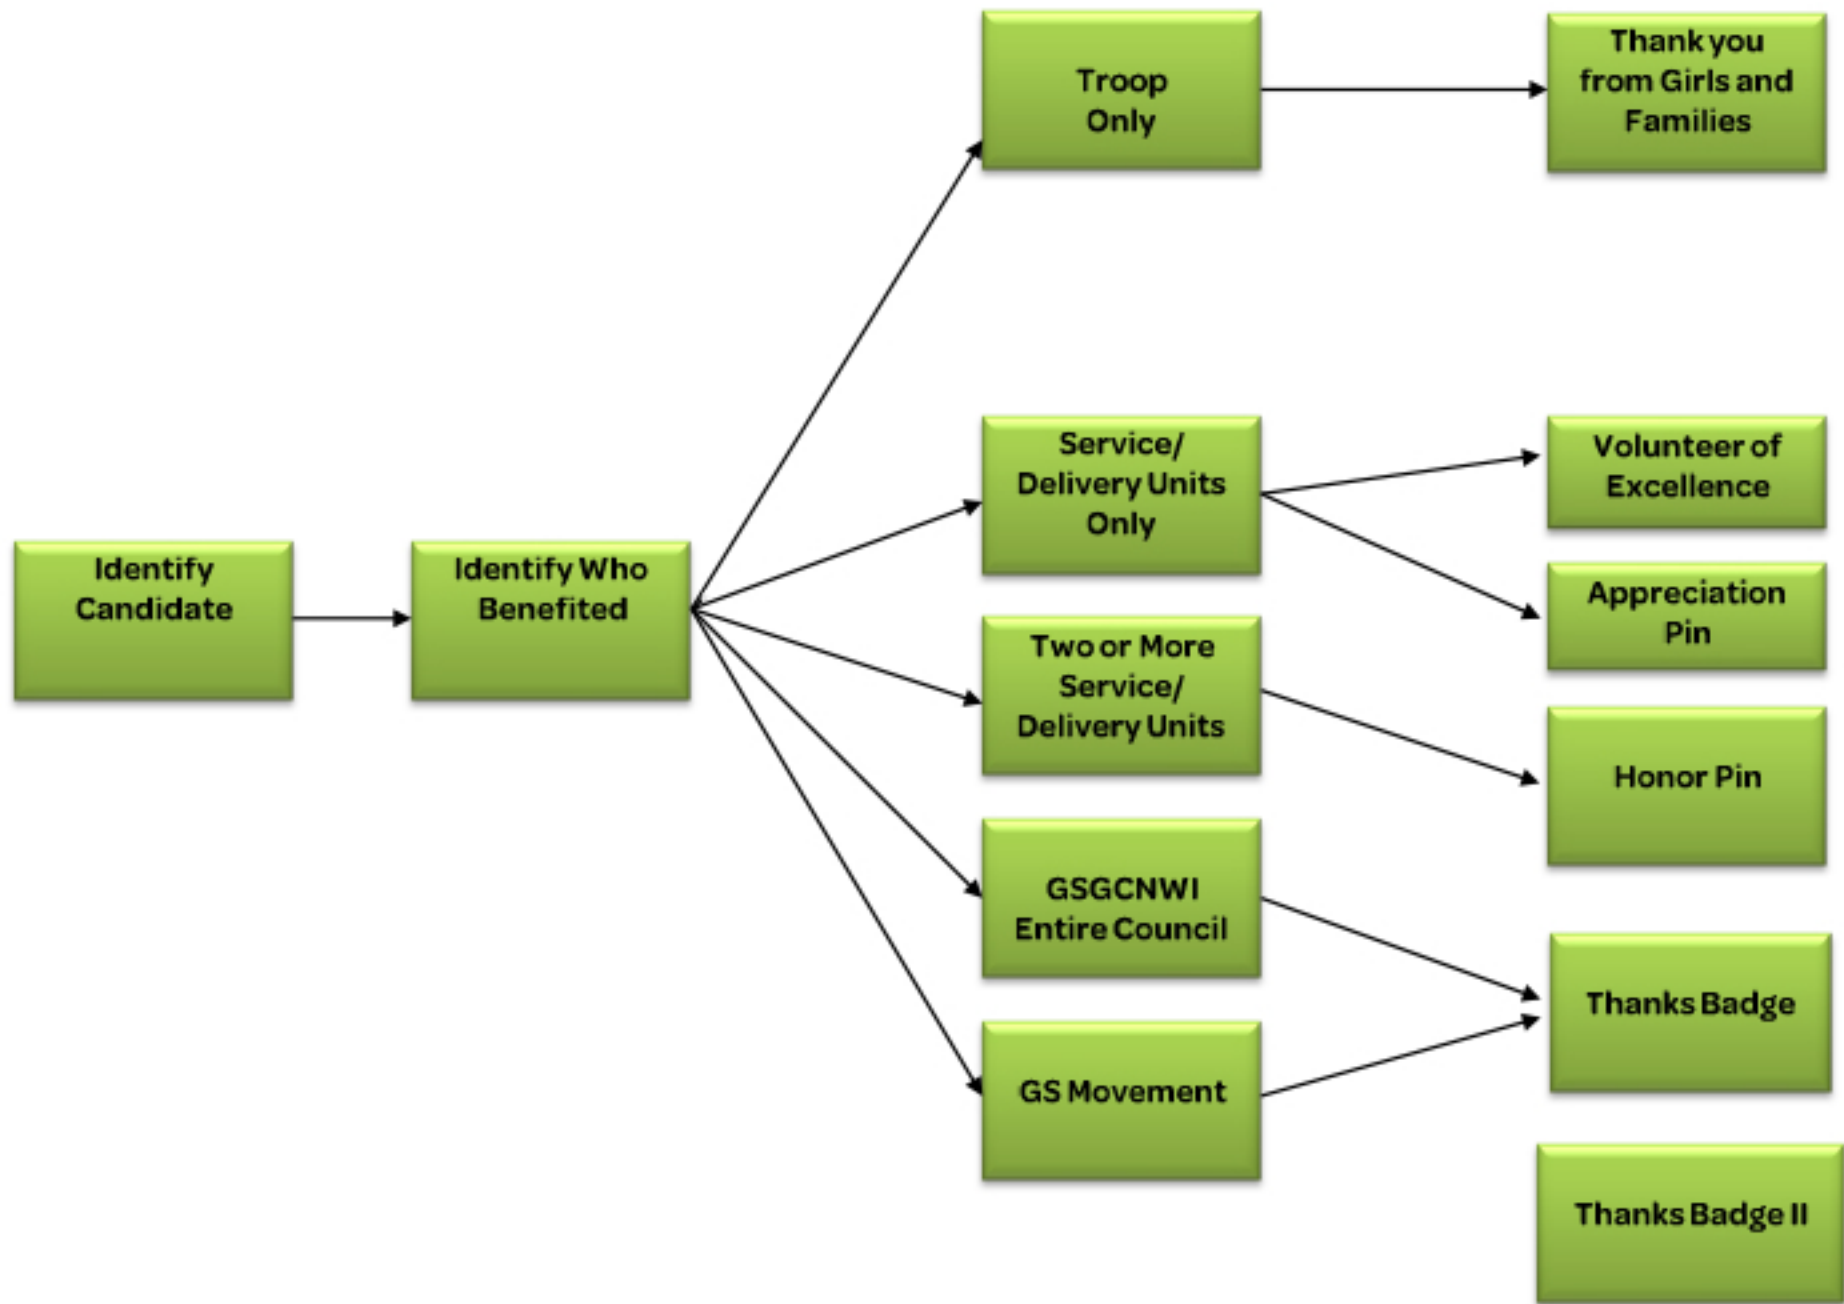 Identify
Candidate
Identify Who
Benefited
Troop
Only
Service/
Delivery Units
Only
Two or More
Service/
Delivery Units
GSGCNWI
Entire Council
GS Movement
Thank you
from Girls and
Families
Volunteer of
Excellence
Appreciation
Pin
Honor Pin
Thanks Badge
Thanks Badge II